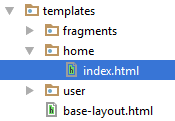 templates
fragments
home
index.html
user
base-layout.html